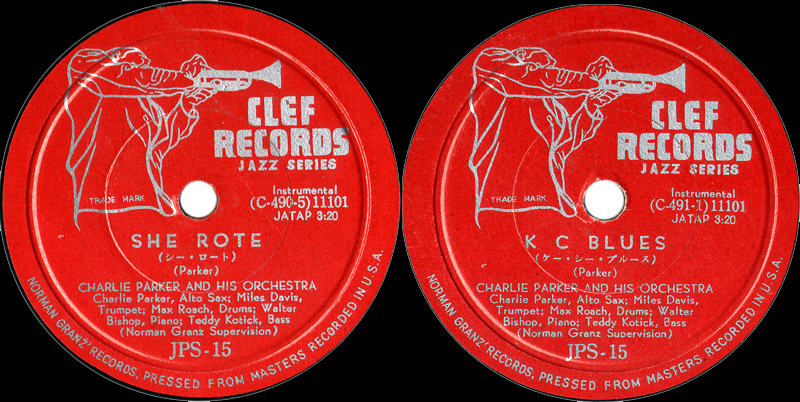 CLEF
RECORDS
JAZZ SERIES
TRADE MARK
Instrumental
(C-490-5) 11101
JATAP 3:20
SHE ROTE
(シー・ロート)
(Parker)
CHARLIE PARKER AND HIS ORCHESTRA
Charlie Parker, Alto Sax; Miles Davis,
Trumpet; Max Roach, Drums; Walter
Bishop, Piano; Teddy Kotick, Bass
(Norman Granz Supervision)
JPS-15
NORMAN GRANZ' RECORDS, PRESSED FROM MASTERS RECORDED IN U.S.A.
CLEF
RECORDS
JAZZ SERIES
TRADE MARK
Instrumental
(C-491-1) 11101
JATAP 3:20
K C BLUES
(ケー・シー・ブルース)
(Parker)
CHARLIE PARKER AND HIS ORCHESTRA
Charlie Parker, Alto Sax; Miles Davis,
Trumpet; Max Roach, Drums; Walter
Bishop, Piano; Teddy Kotick, Bass
(Norman Granz Supervision)
JPS-15
NORMAN GRANZ' RECORDS, PRESSED FROM MASTERS RECORDED IN U.S.A.